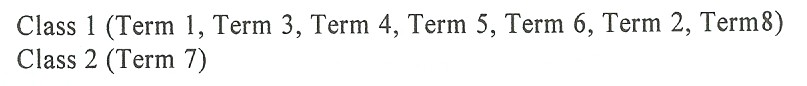 Class 1 (Term 1, Term 3, Term 4, Term 5, Term 6, Term 2, Term8)
Class 2 (Term 7)